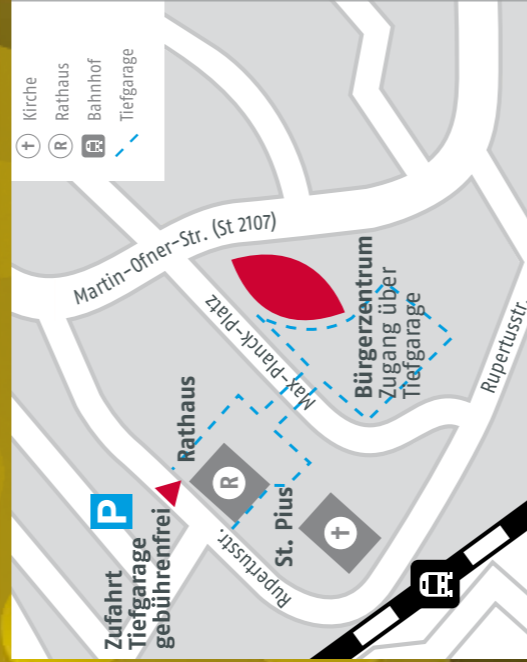 ✝ Kirche
R Rathaus
Bahnhof
Tiefgarage
Martin-Ofner-Str. (St 2107)
Max-Planck-Platz
Bürgerzentrum
Zugang über
Tiefgarage
Rathaus
R
P
Zufahrt
Tiefgarage
gebührenfrei
Rupertusstr.
St. Pius
✝
Rupertusstr.